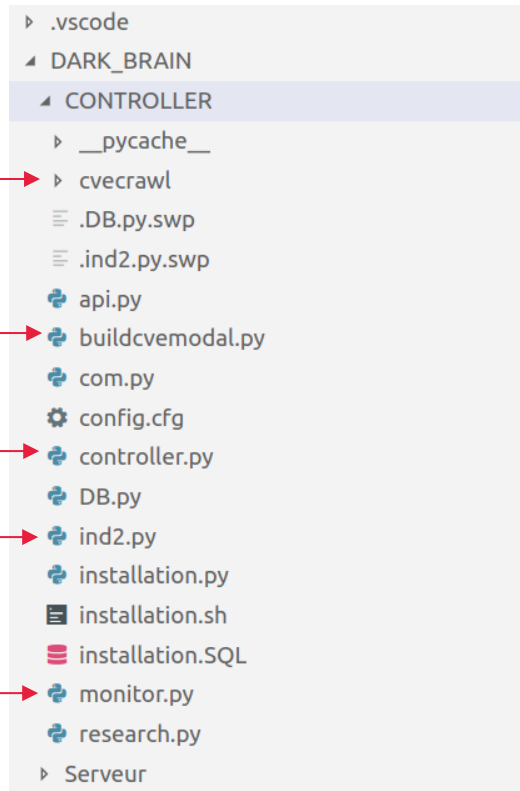 .vscode
DARK_BRAIN
CONTROLLER
__pycache__
cvecrawl
.DB.py.swp
.ind2.py.swp
api.py
buildcvemodal.py
com.py
config.cfg
controller.py
DB.py
ind2.py
installation.py
installation.sh
installation.SQL
monitor.py
research.py
Serveur